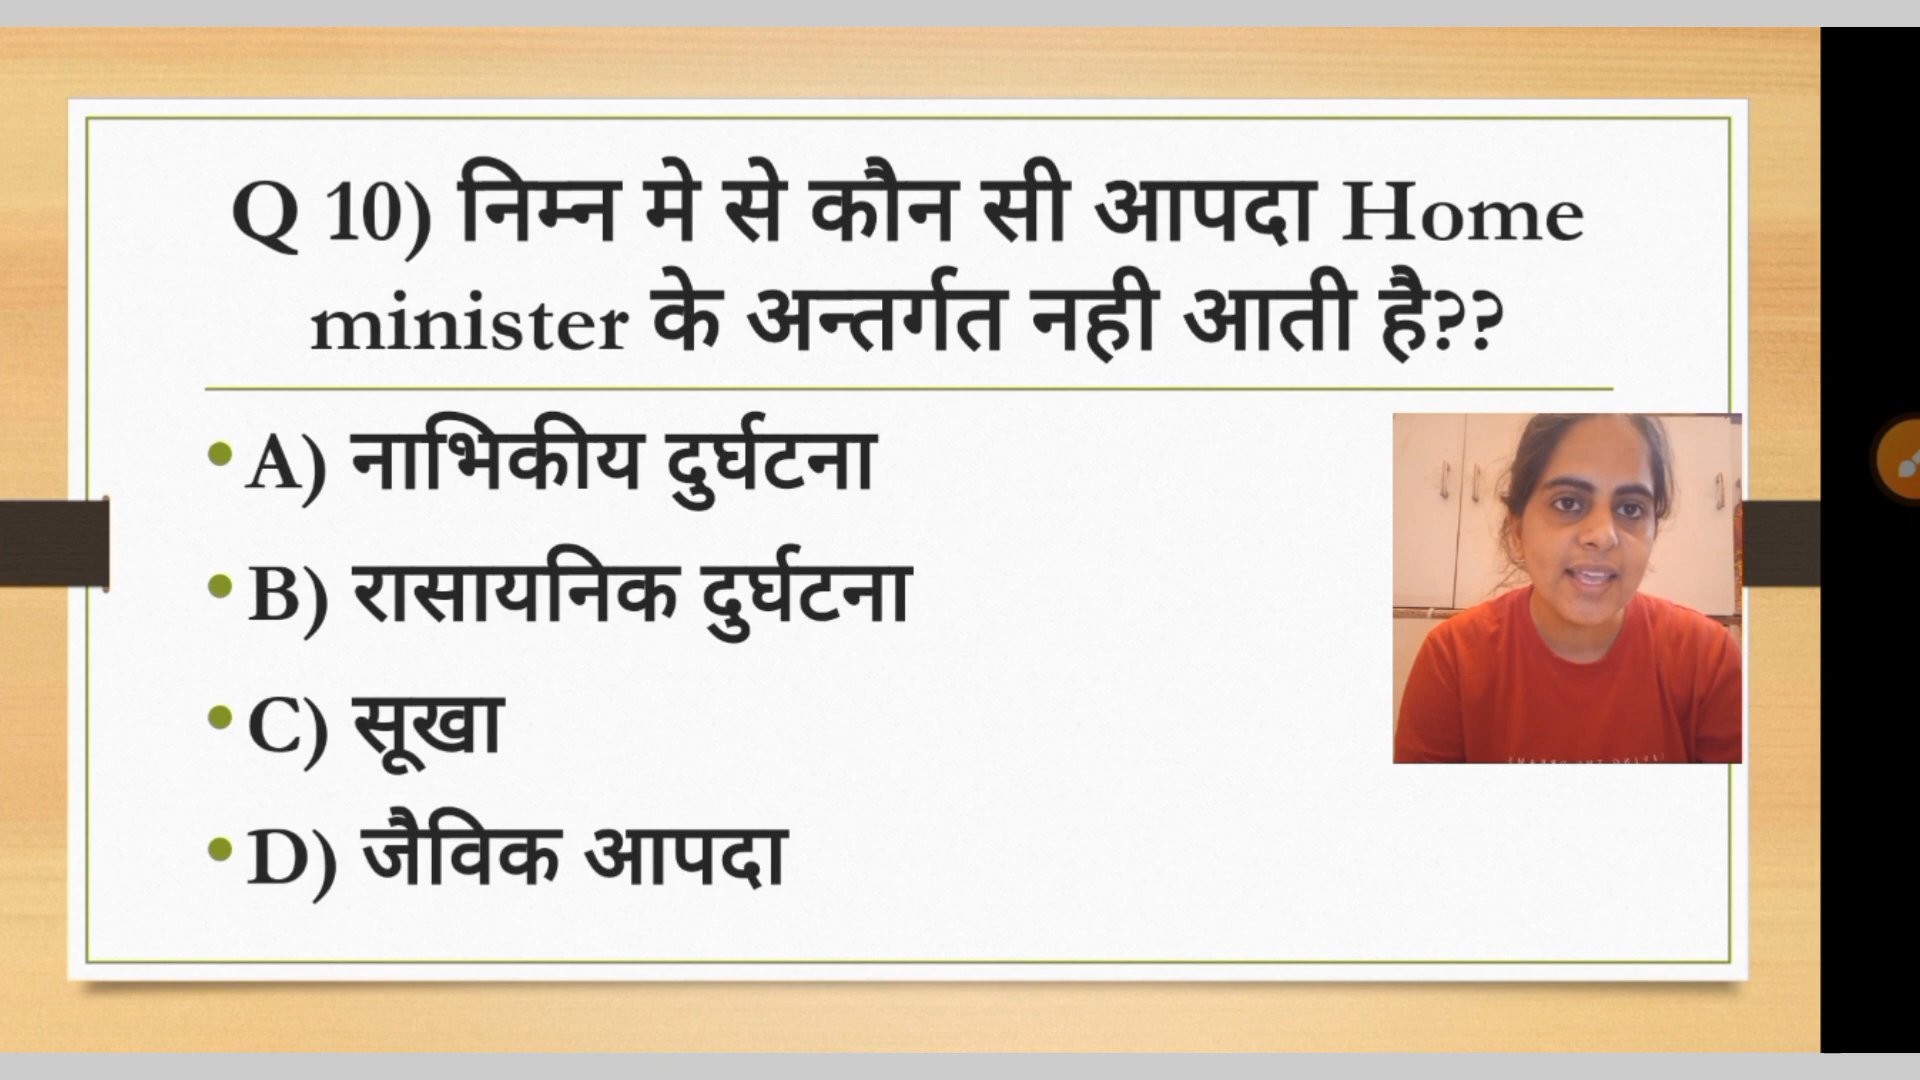 Q 10) निम्न मे से कौन सी आपदा Home
minister के अन्तर्गत नही आती है??
• A) नाभिकीय दुर्घटना
• B) रासायनिक दुर्घटना
• C) सूखा
• D) जैविक आपदा